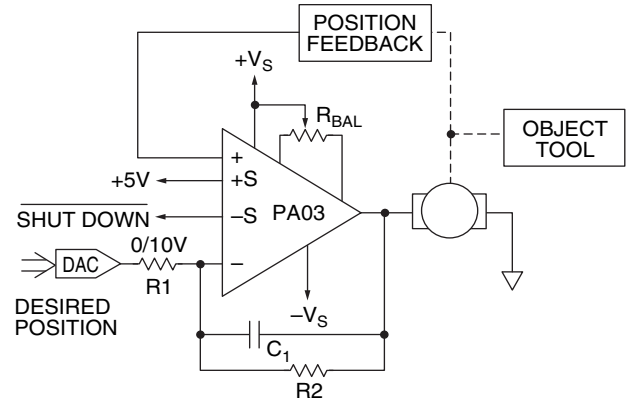 POSITION
FEEDBACK
+VS
RBAL
OBJECT
TOOL
+
+5V
+S
PA03
SHUT DOWN
−S
0/10V
DAC
−
R1
DESIRED
POSITION
−VS
C1
R2